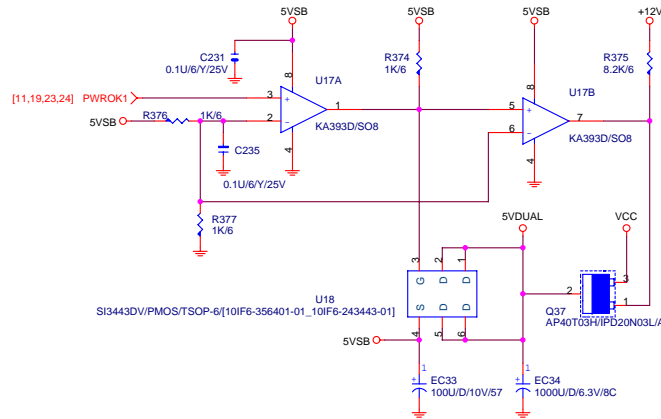 5VSB
5VSB
5VSB
+12V
C231
0.1U/6/Y/25V
8
U17A
R374
1K/6
8
U17B
R375
8.2K/6
[11,19,23,24] PWROK1
3
+
1
5
+
7
5VSB
R376
1K/6
2
−
KA393D/SO8
6
−
KA393D/SO8
4
4
C235
0.1U/6/Y/25V
R377
1K/6
5VDUAL
VCC
3
2
1
G
D
D
S
D
D
2
3
1
U18
SI3443DV/PMOS/TSOP-6/[10IF6-356401-01_10IF6-243443-01]
4
5
6
Q37
AP40T03H/IPD20N03L/A
5VSB
1
+
EC33
100U/D/10V/57
1
+
EC34
1000U/D/6.3V/8C